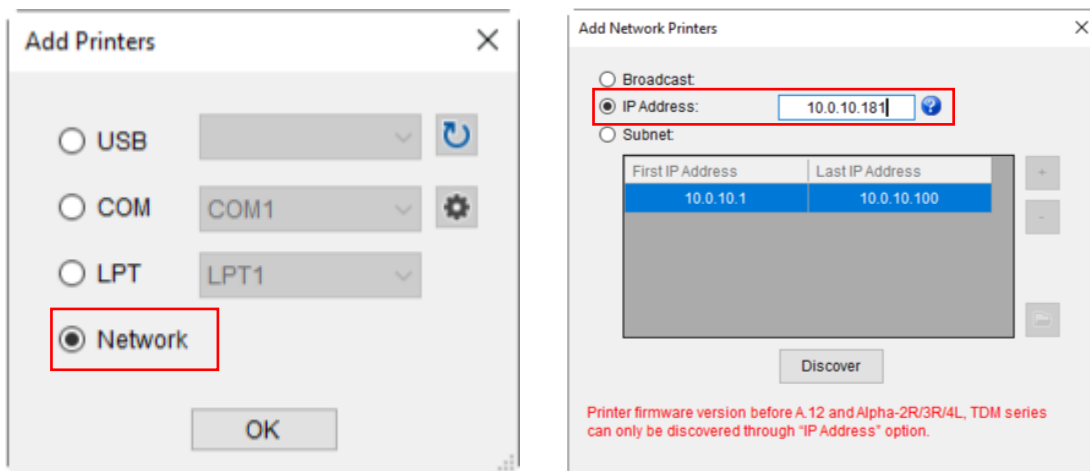 Add Printers
USB
COM COM1
LPT LPT1
Network
OK
Add Network Printers
Broadcast:
IP Address: 10.0.10.181
Subnet:
First IP Address Last IP Address
10.0.10.1 10.0.10.100
+
-
Discover
Printer firmware version before A.12 and Alpha-2R/3R/4L, TDM series
can only be discovered through "IP Address" option.